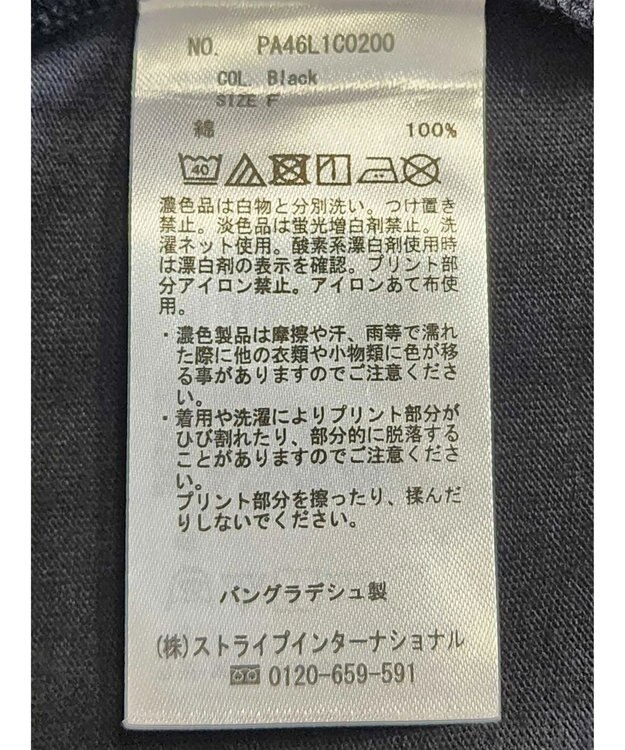 NO. PA46L1C0200
COL. Black
SIZE F
綿 100%
40
濃色品は白物と分別洗い。つけ置き
禁止。淡色品は蛍光増白剤禁止。洗
濯ネット使用。酸素系漂白剤使用時
は漂白剤の表示を確認。プリント部
分アイロン禁止。アイロンあて布使
用。
・濃色製品は摩擦や汗、雨等で濡れ
た際に他の衣類や小物類に色が移
る事がありますのでご注意くださ
い。
・着用や洗濯によりプリント部分が
ひび割れたり、部分的に脱落する
ことがありますのでご注意くださ
い。
プリント部分を擦ったり、揉んだ
りしないでください。
バングラデシュ製
(株)ストライプインターナショナル
0120-659-591